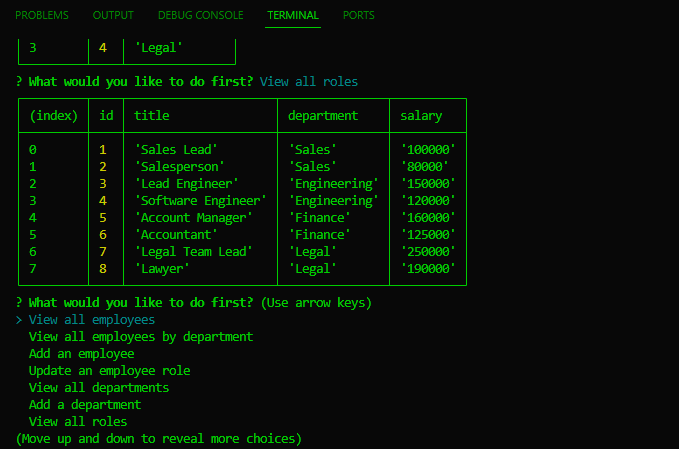 PROBLEMS OUTPUT DEBUG CONSOLE TERMINAL PORTS
3 4 'Legal'
? What would you like to do first? View all roles
(index) id title department salary
0 1 'Sales Lead' 'Sales' '100000'
1 2 'Salesperson' 'Sales' '80000'
2 3 'Lead Engineer' 'Engineering' '150000'
3 4 'Software Engineer' 'Engineering' '120000'
4 5 'Account Manager' 'Finance' '160000'
5 6 'Accountant' 'Finance' '125000'
6 7 'Legal Team Lead' 'Legal' '250000'
7 8 'Lawyer' 'Legal' '190000'
? What would you like to do first? (Use arrow keys)
> View all employees
View all employees by department
Add an employee
Update an employee role
View all departments
Add a department
View all roles
(Move up and down to reveal more choices)